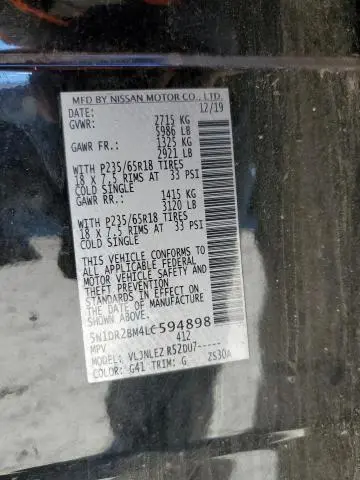 MFD BY NISSAN MOTOR CO., LTD.
DATE: 12/19
GVWR: 2715 KG
5986 LB
GAWR FR.: 1325 KG
2921 LB
WITH P235/65R18 TIRES
18 X 7.5 RIMS AT 33 PSI
COLD SINGLE
GAWR RR.: 1415 KG
3120 LB
WITH P235/65R18 TIRES
18 X 7.5 RIMS AT 33 PSI
COLD SINGLE
THIS VEHICLE CONFORMS TO
ALL APPLICABLE FEDERAL
MOTOR VEHICLE SAFETY AND
THEFT PREVENTION
STANDARDS IN EFFECT ON
THE DATE OF MANUFACTURE
5N1DR2BM4LC594898
MPV 412
VLJNLEZ R52DU7-----
COLOR: G41 TRIM: G ZS30A